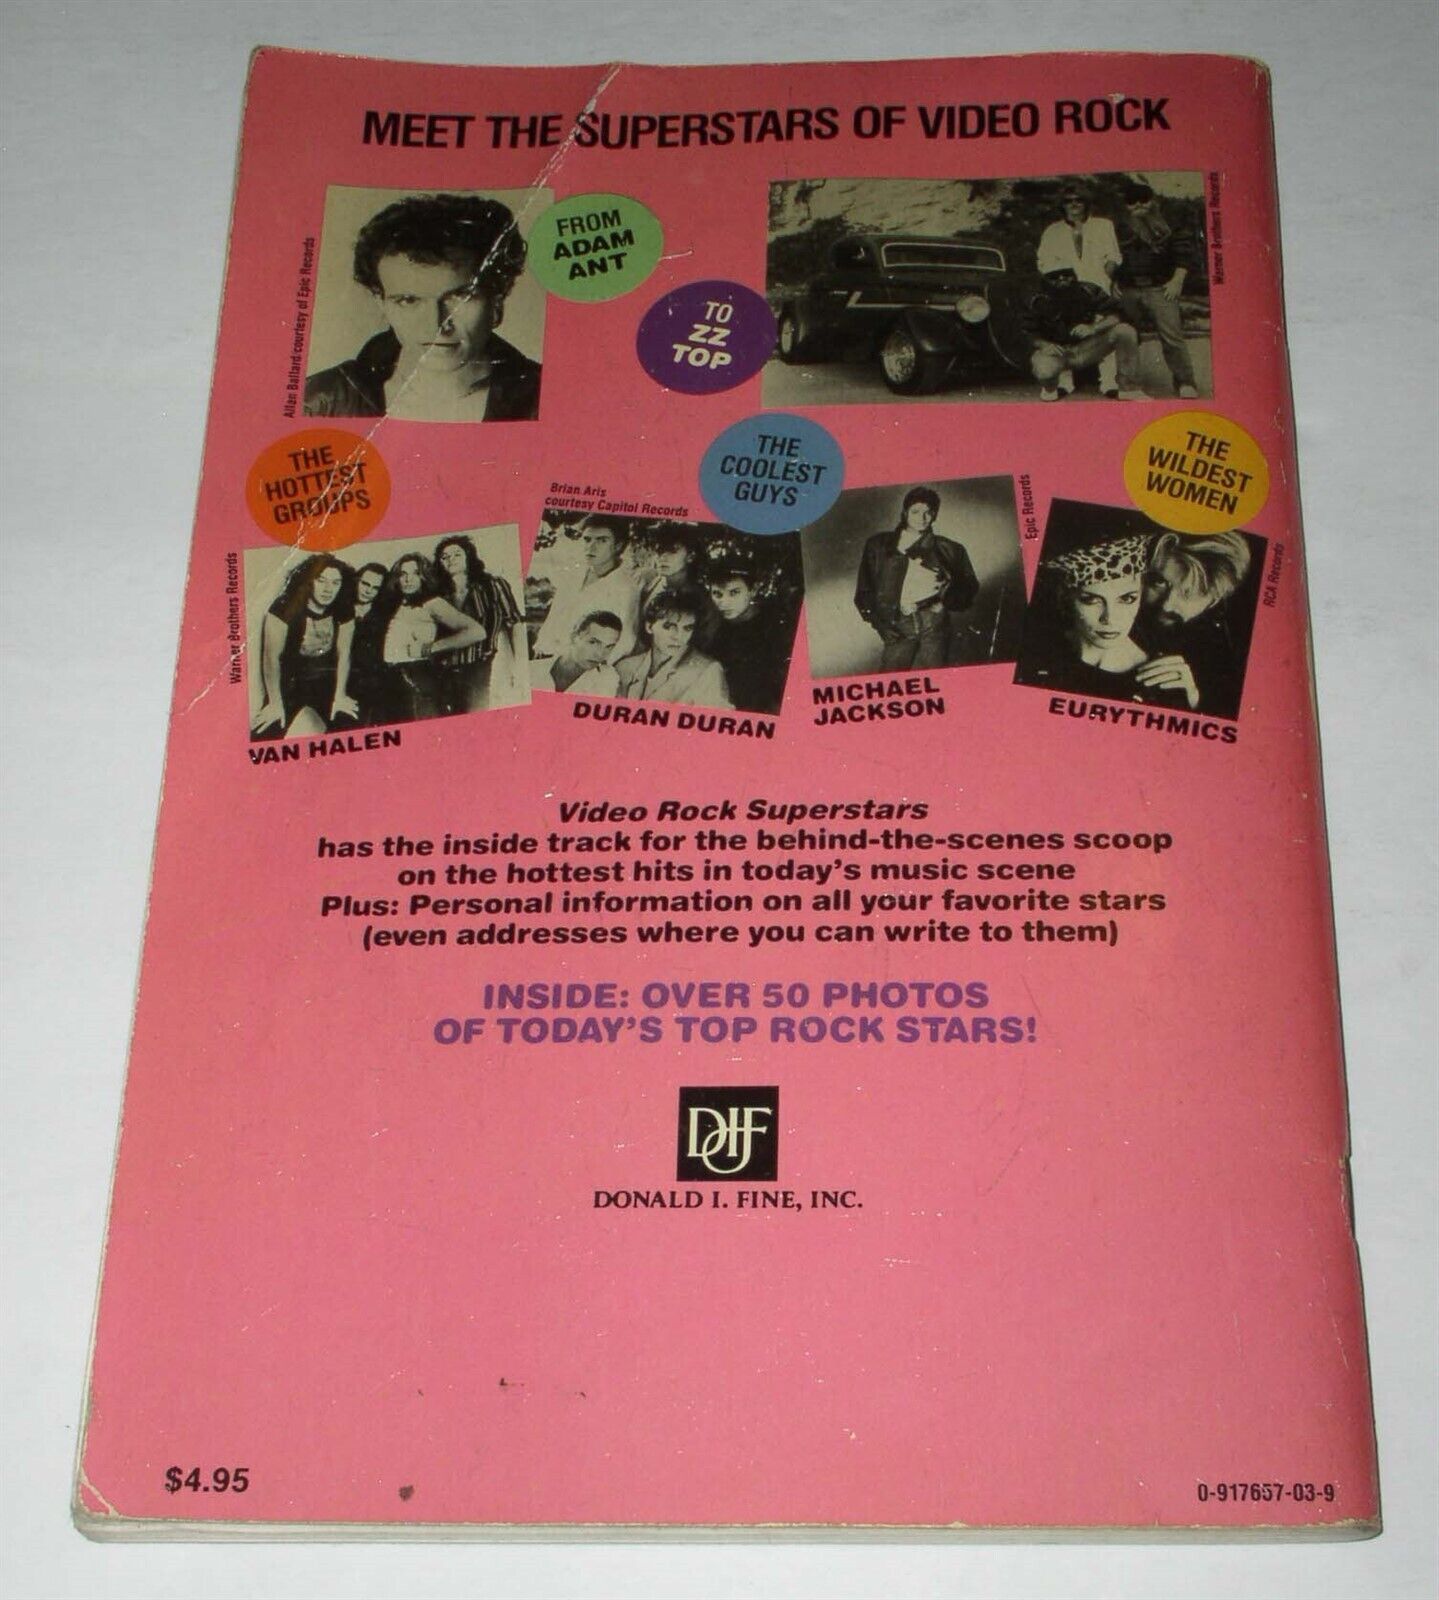 MEET THE SUPERSTARS OF VIDEO ROCK
Allan Ballard/courtesy of Epic Records
FROM
ADAM
ANT
TO
ZZ
TOP
Warner Brothers Records
THE
HOTTEST
GROUPS
THE
COOLEST
GUYS
THE
WILDEST
WOMEN
Warner Brothers Records
VAN HALEN
Brian Aris
courtesy Capitol Records
DURAN DURAN
Epic Records
MICHAEL
JACKSON
RCA Records
EURYTHMICS
Video Rock Superstars
has the inside track for the behind-the-scenes scoop
on the hottest hits in today's music scene
Plus: Personal information on all your favorite stars
(even addresses where you can write to them)
INSIDE: OVER 50 PHOTOS
OF TODAY'S TOP ROCK STARS!
DIF
DONALD I. FINE, INC.
$4.95
0-917657-03-9